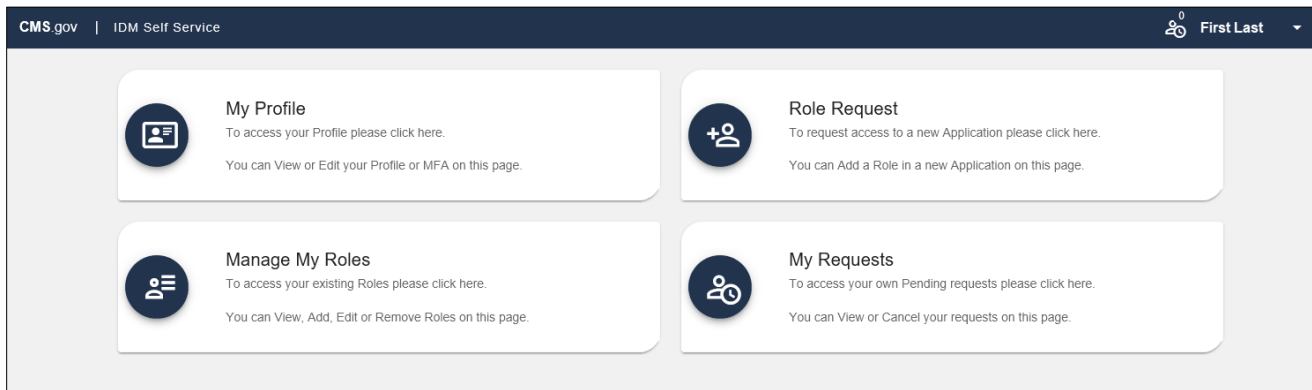 CMS.gov | IDM Self Service
0
First Last
My Profile
To access your Profile please click here.
You can View or Edit your Profile or MFA on this page.
Role Request
To request access to a new Application please click here.
You can Add a Role in a new Application on this page.
Manage My Roles
To access your existing Roles please click here.
You can View, Add, Edit or Remove Roles on this page.
My Requests
To access your own Pending requests please click here.
You can View or Cancel your requests on this page.